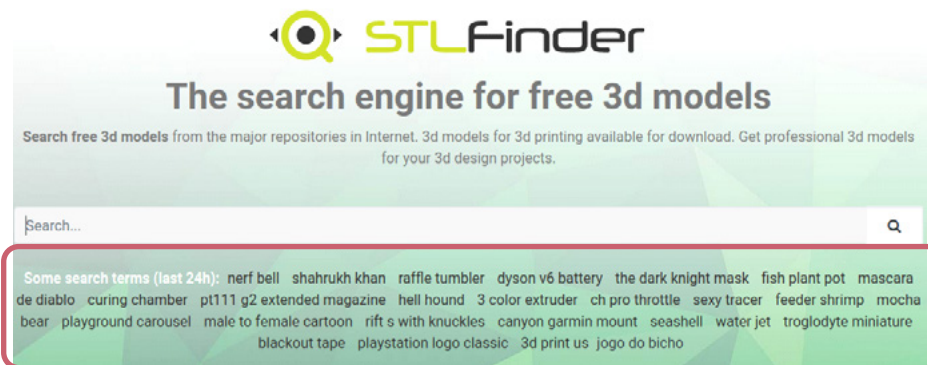 STLFinder
The search engine for free 3d models
Search free 3d models from the major repositories in Internet. 3d models for 3d printing available for download. Get professional 3d models
for your 3d design projects.
Search...
Some search terms (last 24h): nerf bell shahrukh khan raffle tumbler dyson v6 battery the dark knight mask fish plant pot mascara
de diablo curing chamber pt111 g2 extended magazine hell hound 3 color extruder ch pro throttle sexy tracer feeder shrimp mocha
bear playground carousel male to female cartoon rift s with knuckles canyon garmin mount seashell water jet troglodyte miniature
blackout tape playstation logo classic 3d print us jogo do bicho